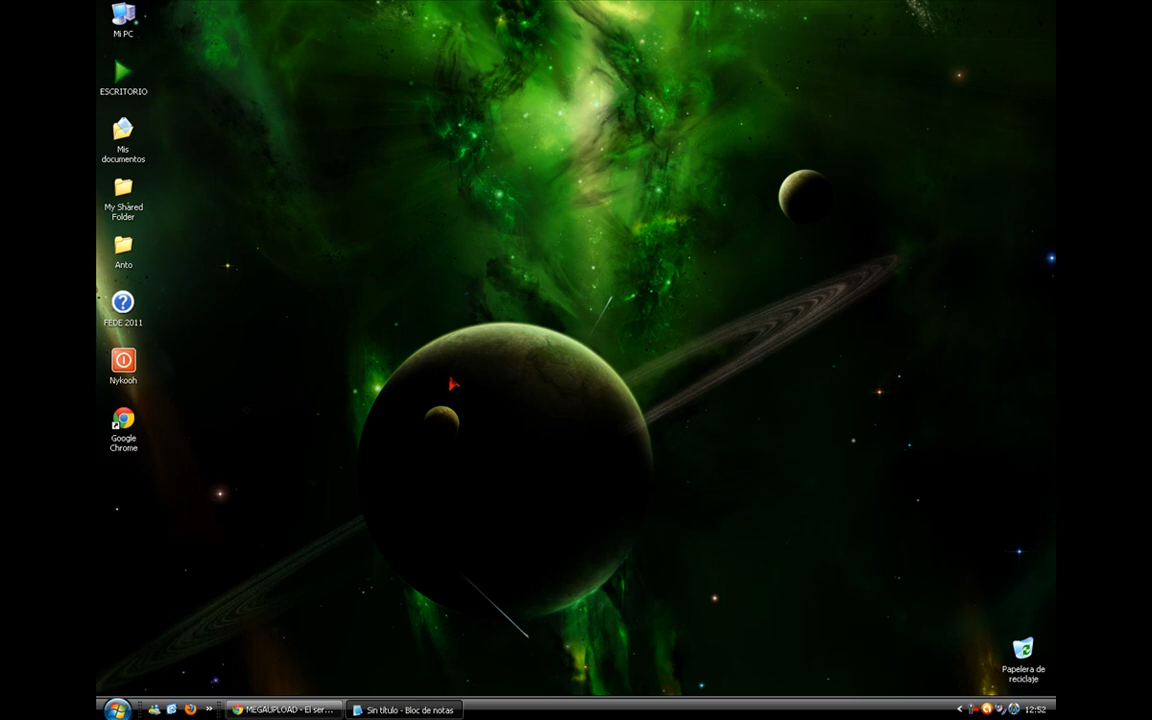 Mi PC
ESCRITORIO
Mis
documentos
My Shared
Folder
Anto
FEDE 2011
Nykooh
Google
Chrome
Papelera de
reciclaje
MEGAUPLOAD - El ser...
Sin título - Bloc de notas
12:52